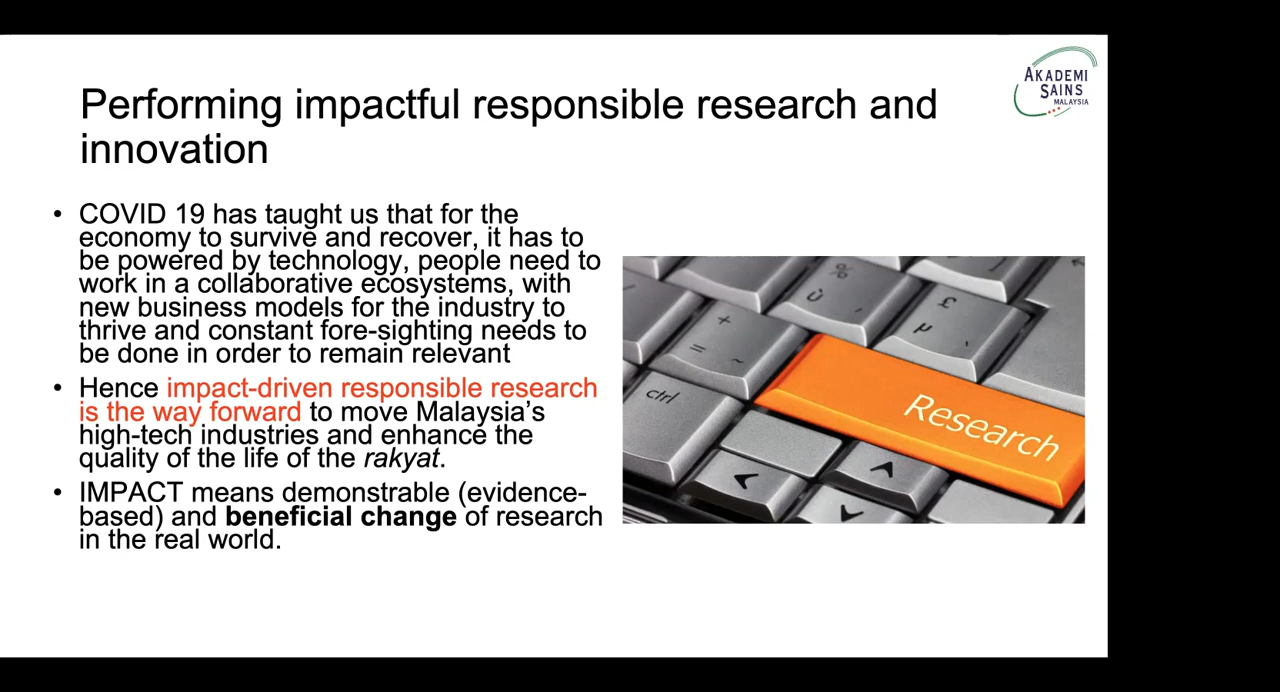 AKADEMI
SAINS
MALAYSIA
Performing impactful responsible research and
innovation
• COVID 19 has taught us that for the
economy to survive and recover, it has to
be powered by technology, people need to
work in a collaborative ecosystems, with
new business models for the industry to
thrive and constant fore-sighting needs to
be done in order to remain relevant
• Hence impact-driven responsible research
is the way forward to move Malaysia's
high-tech industries and enhance the
quality of the life of the rakyat.
• IMPACT means demonstrable (evidence-
based) and beneficial change of research
in the real world.
%
ù
£
µ `
+
= ~
ctrl
Research